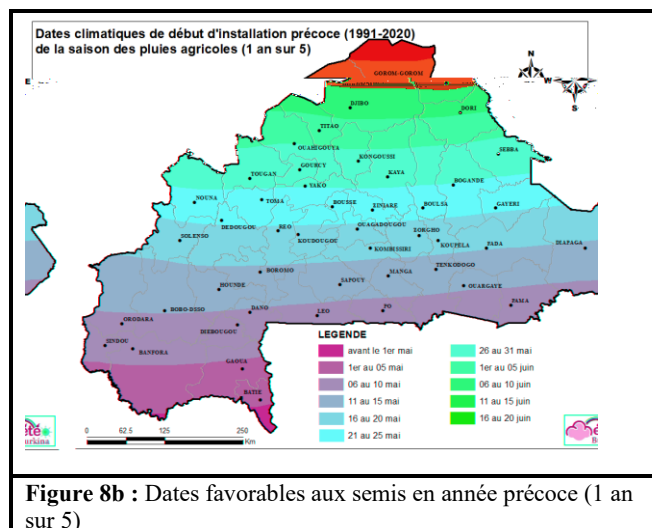 Dates climatiques de début d'installation précoce (1991-2020)
de la saison des pluies agricoles (1 an sur 5)
N
N
E
W
S
S
GOROM-GOROM
DJIBO
DORI
TITAO
OUAHIGOUYA
KONGOUSSI
SEBBA
GOURCY
TOUGAN
KAYA
YAKO
BOGANDE
NOUNA
TOMA
BOUSSE
ZINIARE
BOULSA
GAYERI
DEDOUGOU
REO
OUAGADOUGOU
SOLENSO
KOUDOUGOU
ZORGHO
KOUPELA
KOMBISSIRI
FADA
DIAPAGA
BOROMO
TENKODOGO
MANGA
HOUNDE
SAPOUY
OUARGAYE
BOBO-DSSO
DANO
LEO
PO
PAMA
ORODARA
DIEBOUGOU
SINDOU
BANFORA
GAOUA
BATIE
LEGENDE
avant le 1er mai
1er au 05 mai
06 au 10 mai
11 au 15 mai
16 au 20 mai
21 au 25 mai
26 au 31 mai
1er au 05 juin
06 au 10 juin
11 au 15 juin
16 au 20 juin
0 62.5 125 250
Km
été
urkina
Figure 8b : Dates favorables aux semis en année précoce (1 an
sur 5)